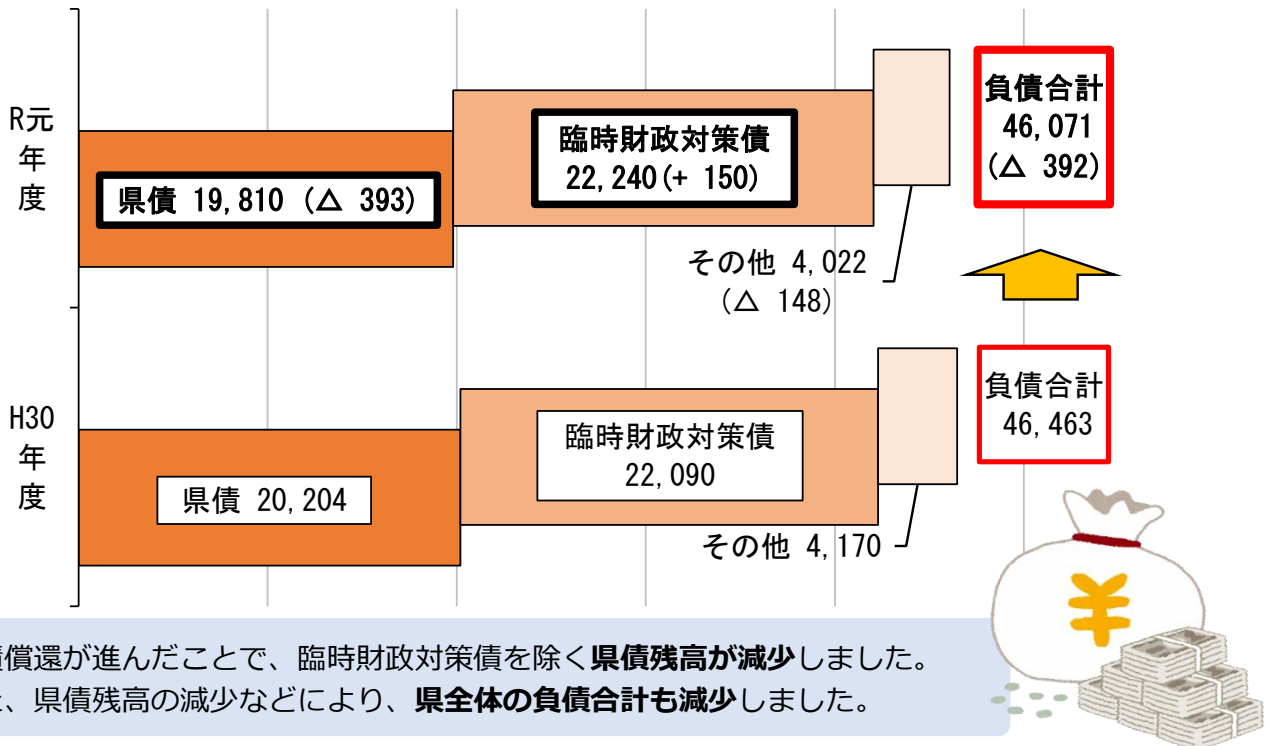 R元
年
度
県債 19,810 (△ 393)
臨時財政対策債
22,240(+ 150)
その他 4,022
(△ 148)
負債合計
46,071
(△ 392)
H30
年
度
県債 20,204
臨時財政対策債
22,090
その他 4,170
負債合計
46,463
¥
償還が進んだことで、臨時財政対策債を除く県債残高が減少しました。
、県債残高の減少などにより、県全体の負債合計も減少しました。